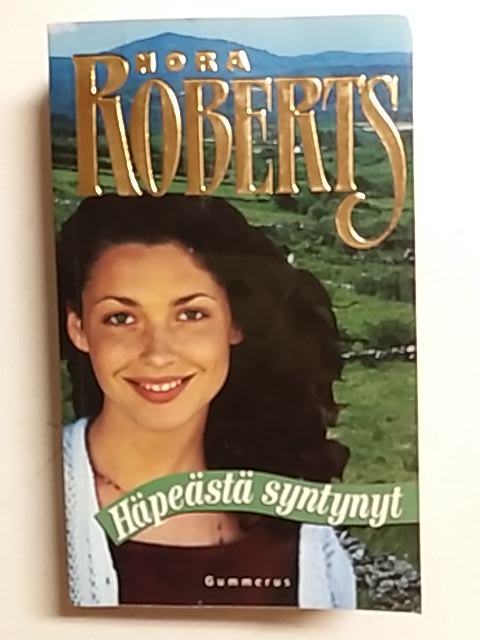 NORA
ROBERTS
Häpeästä syntynyt
Gummerus